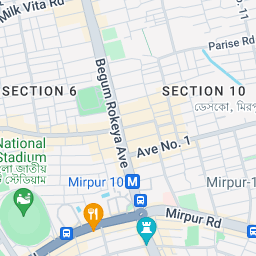 Milk Vita Rd
Parise Rd
Begum Rokeya Ave
SECTION 6
SECTION 10
ডেসকো, মির
National
Stadium
Ave No. 1
Mirpur 10
M
Mirpur-1
Mirpur Rd
স্টেডিয়াম